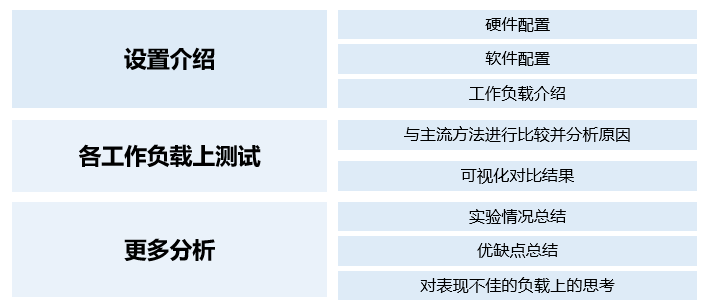 设置介绍
硬件配置
软件配置
工作负载介绍
各工作负载上测试
与主流方法进行比较并分析原因
可视化对比结果
更多分析
实验情况总结
优缺点总结
对表现不佳的负载上的思考